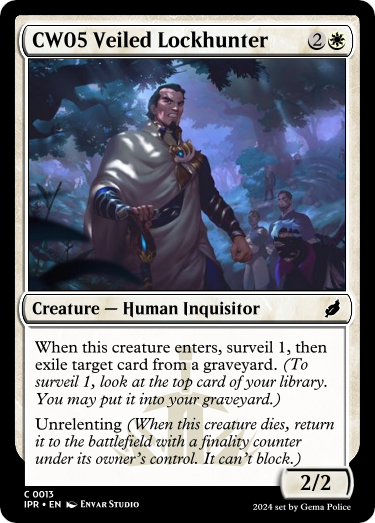 CW05 Veiled Lockhunter 2
Creature — Human Inquisitor
When this creature enters, surveil 1, then
exile target card from a graveyard. (To
surveil 1, look at the top card of your library.
You may put it into your graveyard.)
Unrelenting (When this creature dies, return
it to the battlefield with a finality counter
under its owner's control. It can't block.)
2/2
C 0013
IPR • EN Envar Studio
2024 set by Gema Police